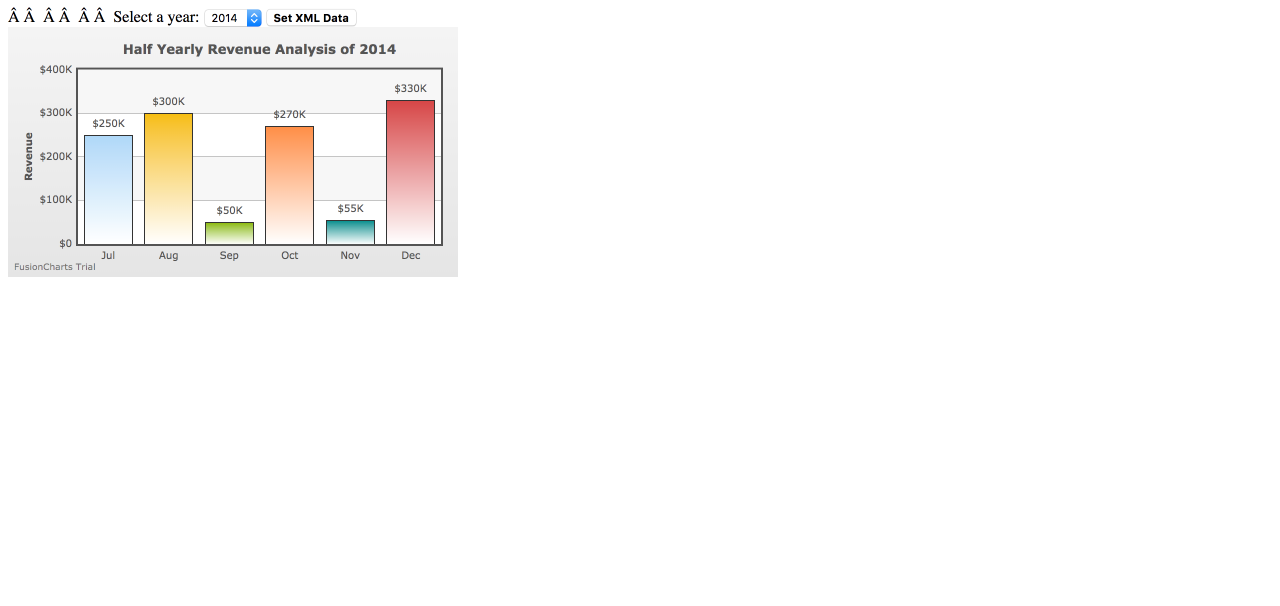 Â Â  Â Â  Â Â  Select a year: 2014 Set XML Data
Half Yearly Revenue Analysis of 2014
$400K
$300K
$200K
$100K
$0
Revenue
$250K
$300K
$50K
$270K
$55K
$330K
Jul Aug Sep Oct Nov Dec
FusionCharts Trial